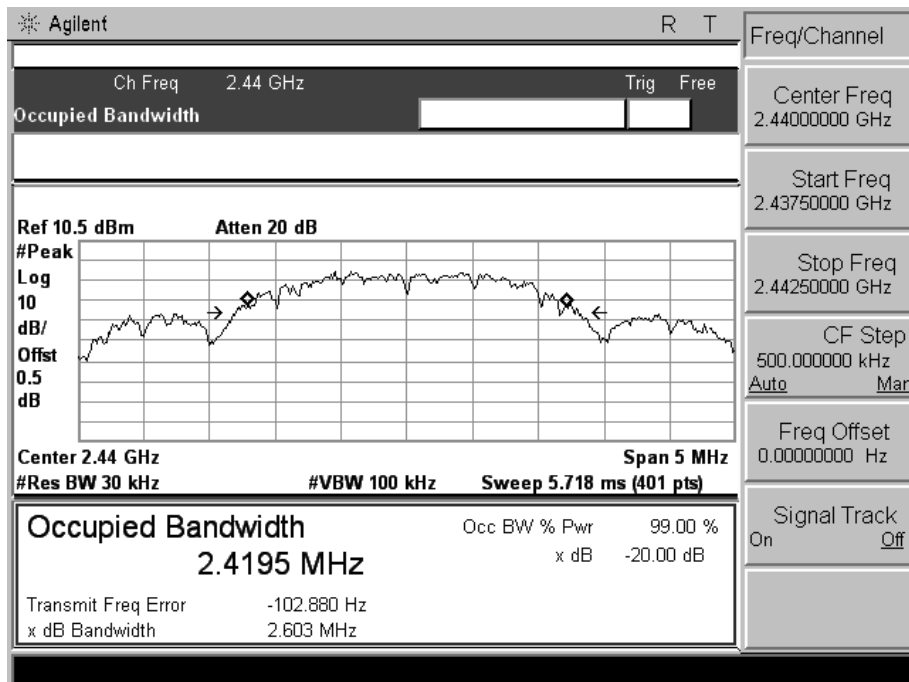 Agilent R T
Freq/Channel
Ch Freq 2.44 GHz Trig Free
Occupied Bandwidth
Center Freq
2.44000000 GHz
Start Freq
2.43750000 GHz
Stop Freq
2.44250000 GHz
CF Step
500.000000 kHz
Auto Man
Freq Offset
0.00000000 Hz
Signal Track
On Off
Ref 10.5 dBm Atten 20 dB
#Peak
Log
10
dB/
Offst
0.5
dB
Center 2.44 GHz Span 5 MHz
#Res BW 30 kHz #VBW 100 kHz Sweep 5.718 ms (401 pts)
Occupied Bandwidth Occ BW % Pwr 99.00 %
2.4195 MHz x dB -20.00 dB
Transmit Freq Error -102.880 Hz
x dB Bandwidth 2.603 MHz